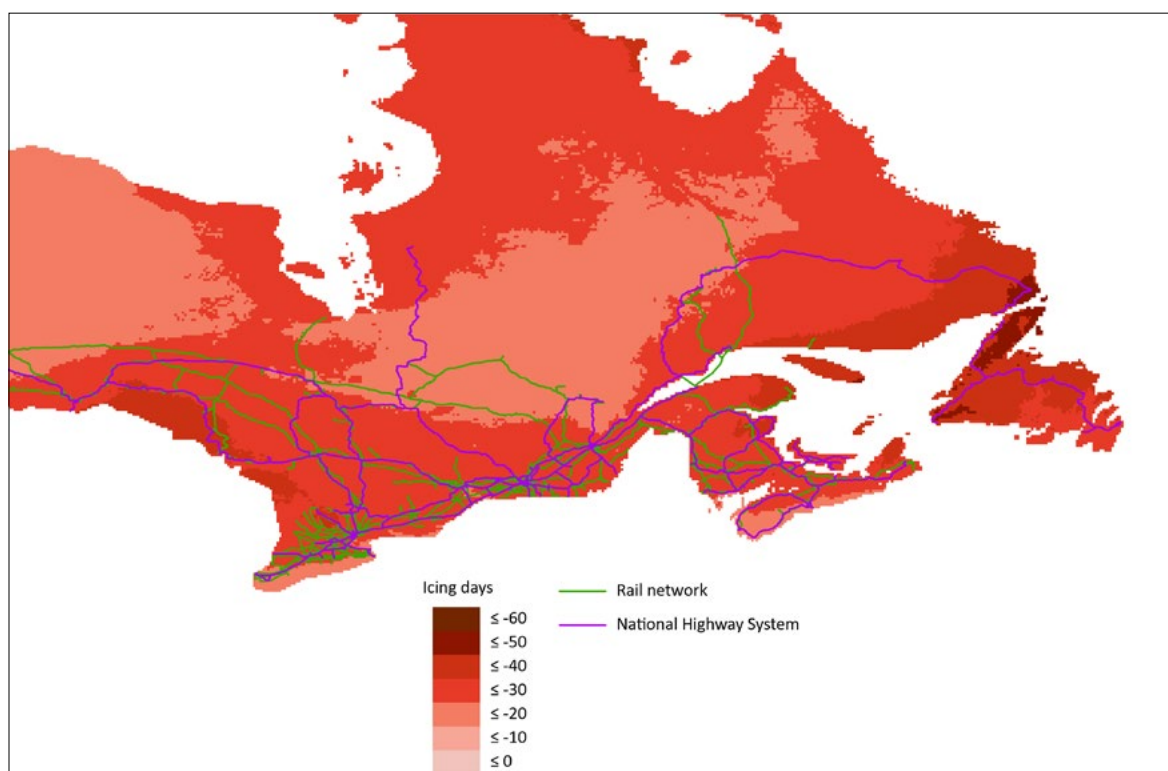 Icing days
≤ -60
≤ -50
≤ -40
≤ -30
≤ -20
≤ -10
≤ 0
Rail network
National Highway System